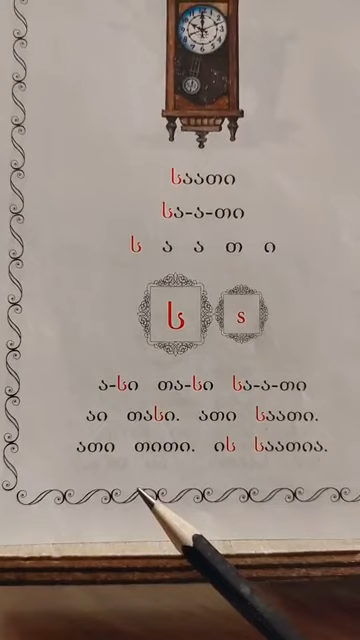 საათი
სა-ა-თი
ს ა ა თ ი
ს s
ა-სი თა-სი სა-ა-თი
აი თასი. ათი საათი.
ათი თითი. ის საათია.